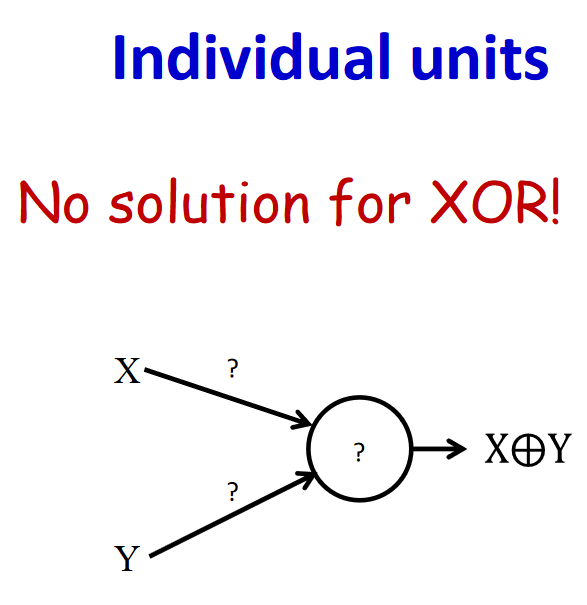 Individual units
No solution for XOR!
X
?
?
X⊕Y
?
Y